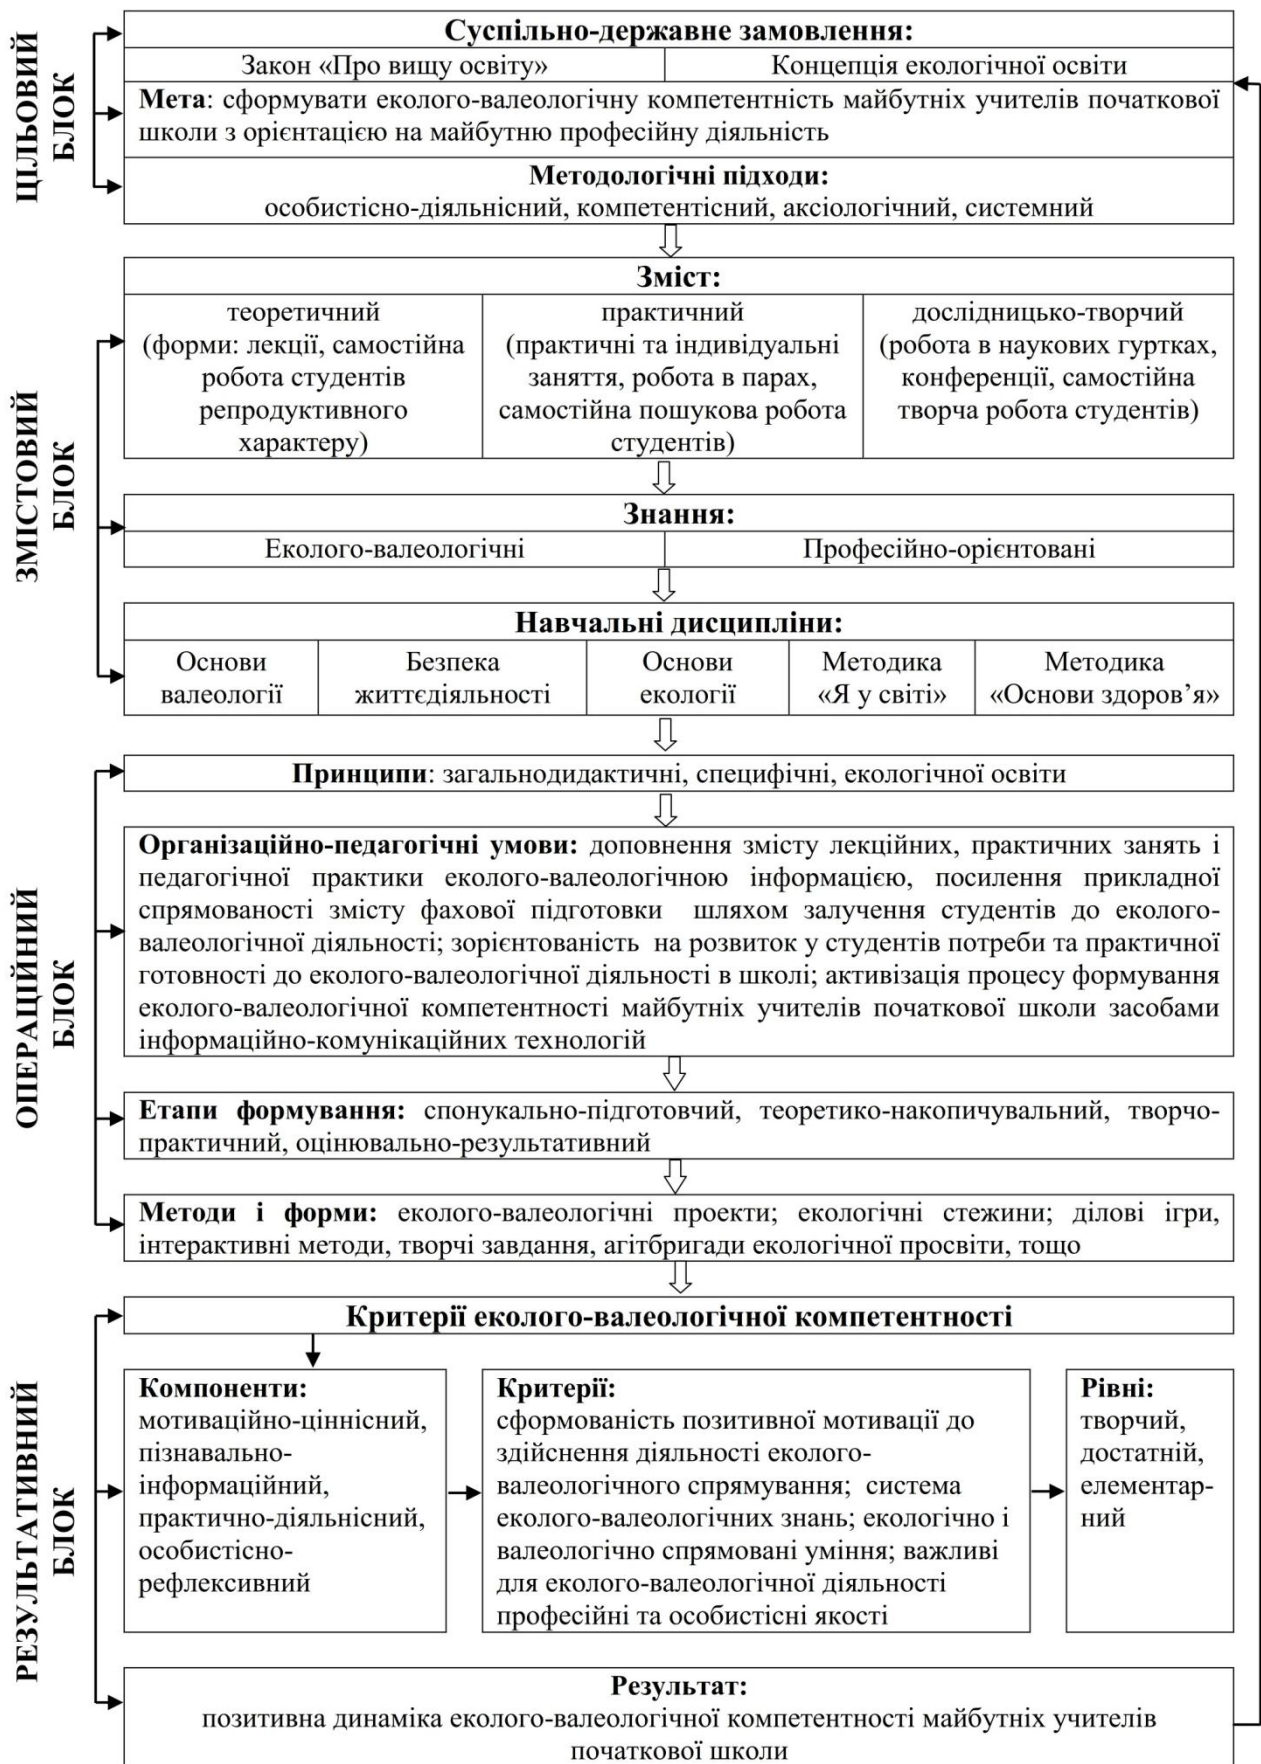 ЦІЛЬОВИЙ
БЛОК
Суспільно-державне замовлення:
Закон «Про вищу освіту»
Концепція екологічної освіти
Мета: сформувати еколого-валеологічну компетентність майбутніх учителів початкової
школи з орієнтацією на майбутню професійну діяльність
Методологічні підходи:
особистісно-діяльнісний, компетентісний, аксіологічний, системний
ЗМІСТОВИЙ
БЛОК
Зміст:
теоретичний
(форми: лекції, самостійна
робота студентів
репродуктивного
характеру)
практичний
(практичні та індивідуальні
заняття, робота в парах,
самостійна пошукова робота
студентів)
дослідницько-творчий
(робота в наукових гуртках,
конференції, самостійна
творча робота студентів)
Знання:
Еколого-валеологічні
Професійно-орієнтовані
Навчальні дисципліни:
Основи
валеології
Безпека
життєдіяльності
Основи
екології
Методика
«Я у світі»
Методика
«Основи здоров’я»
ОПЕРАЦІЙНИЙ
БЛОК
Принципи: загальнодидактичні, специфічні, екологічної освіти
Організаційно-педагогічні умови: доповнення змісту лекційних, практичних занять і
педагогічної практики еколого-валеологічною інформацією, посилення прикладної
спрямованості змісту фахової підготовки шляхом залучення студентів до еколого-
валеологічної діяльності; зорієнтованість на розвиток у студентів потреби та практичної
готовності до еколого-валеологічної діяльності в школі; активізація процесу формування
еколого-валеологічної компетентності майбутніх учителів початкової школи засобами
інформаційно-комунікаційних технологій
Етапи формування: спонукально-підготовчий, теоретико-накопичувальний, творчо-
практичний, оцінювально-результативний
Методи і форми: еколого-валеологічні проекти; екологічні стежини; ділові ігри,
інтерактивні методи, творчі завдання, агітбригади екологічної просвіти, тощо
РЕЗУЛЬТАТИВНИЙ
БЛОК
Критерії еколого-валеологічної компетентності
Компоненти:
мотиваційно-ціннісний,
пізнавально-
інформаційний,
практично-діяльнісний,
особистісно-
рефлексивний
Критерії:
сформованість позитивної мотивації до
здійснення діяльності еколого-
валеологічного спрямування; система
еколого-валеологічних знань; екологічно і
валеологічно спрямовані уміння; важливі
для еколого-валеологічної діяльності
професійні та особистісні якості
Рівні:
творчий,
достатній,
елементар-
ний
Результат:
позитивна динаміка еколого-валеологічної компетентності майбутніх учителів
початкової школи